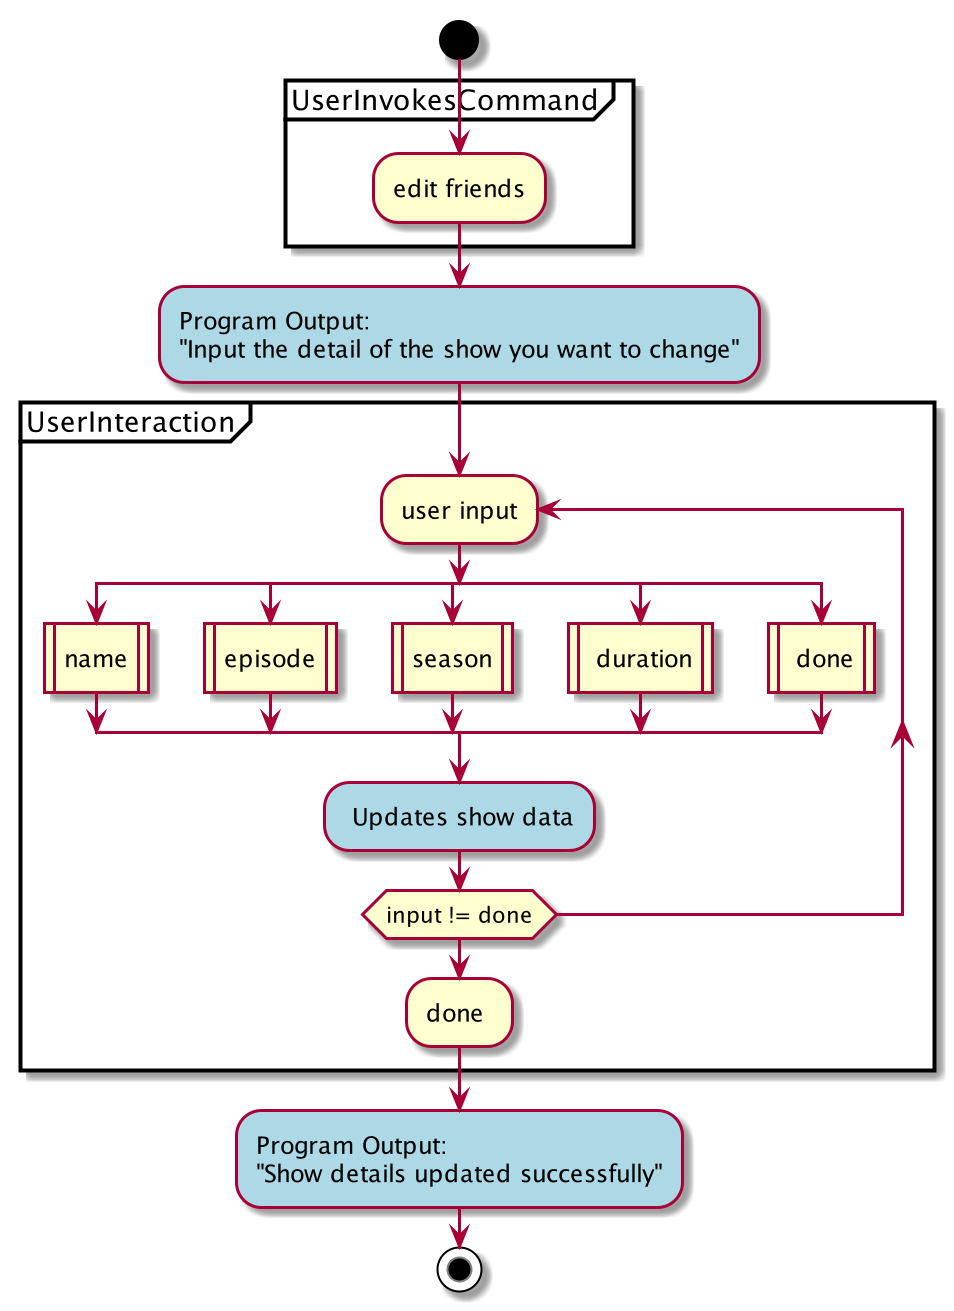 UserInvokesCommand
edit friends
Program Output:
"Input the detail of the show you want to change"
UserInteraction
user input
name
episode
season
duration
done
Updates show data
input != done
done
Program Output:
"Show details updated successfully"